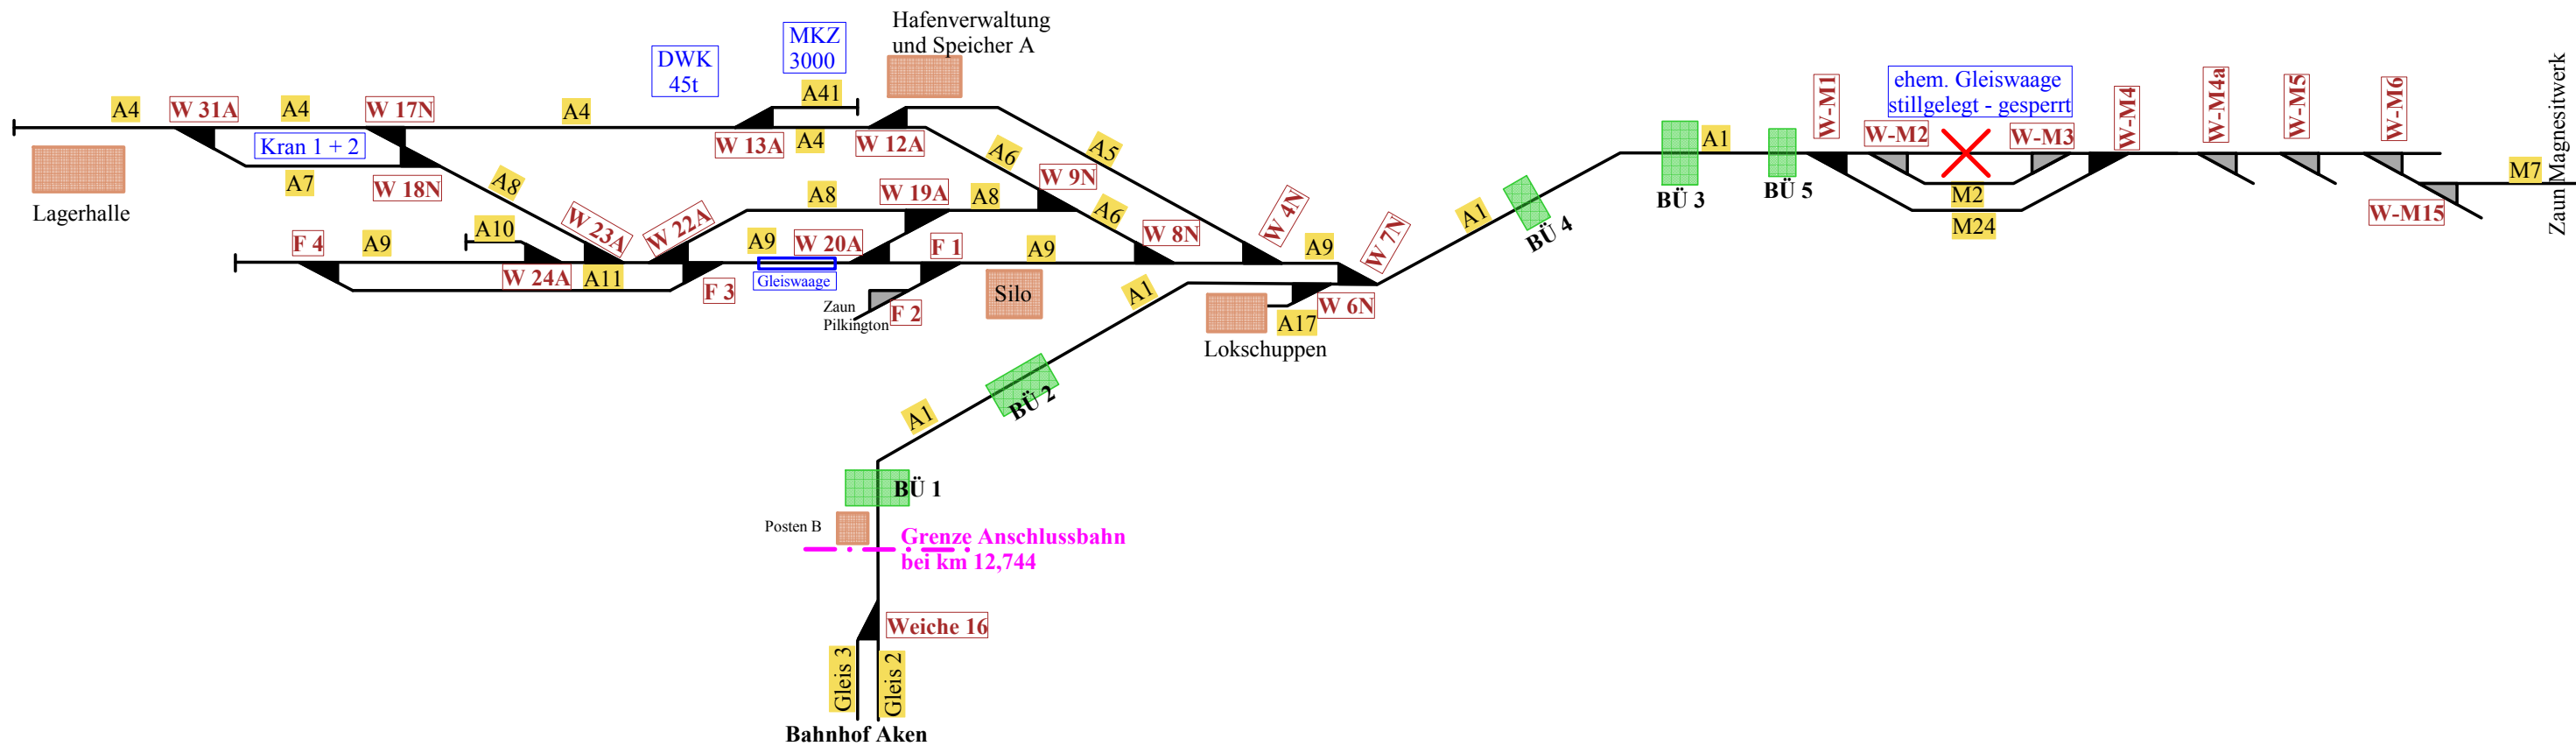 Hafenverwaltung
und Speicher A
MKZ
3000
DWK
45t
A41
A4
W 31A
A4
W 17N
A4
Kran 1 + 2
W 13A
A4
W 12A
A5
A6
A7
W 18N
A8
Lagerhalle
W 9N
W 19A
A8
A8
A6
A10
W 23A
W 22A
W 8N
W 4N
F 4
A9
A9
W 20A
F 1
A9
A9
W 7N
W 24A
A11
F 3
Gleiswaage
Silo
Zaun
Pilkington
F 2
A1
W 6N
A17
Lokschuppen
A1
BÜ 4
BÜ 3
A1
BÜ 5
W-M1
ehem. Gleiswaage
stillgelegt - gesperrt
W-M2
W-M3
W-M4
W-M4a
W-M5
W-M6
M2
M24
W-M15
M7
Zaun Magnesitwerk
BÜ 2
A1
BÜ 1
Posten B
Grenze Anschlussbahn
bei km 12,744
Weiche 16
Gleis 3
Gleis 2
Bahnhof Aken